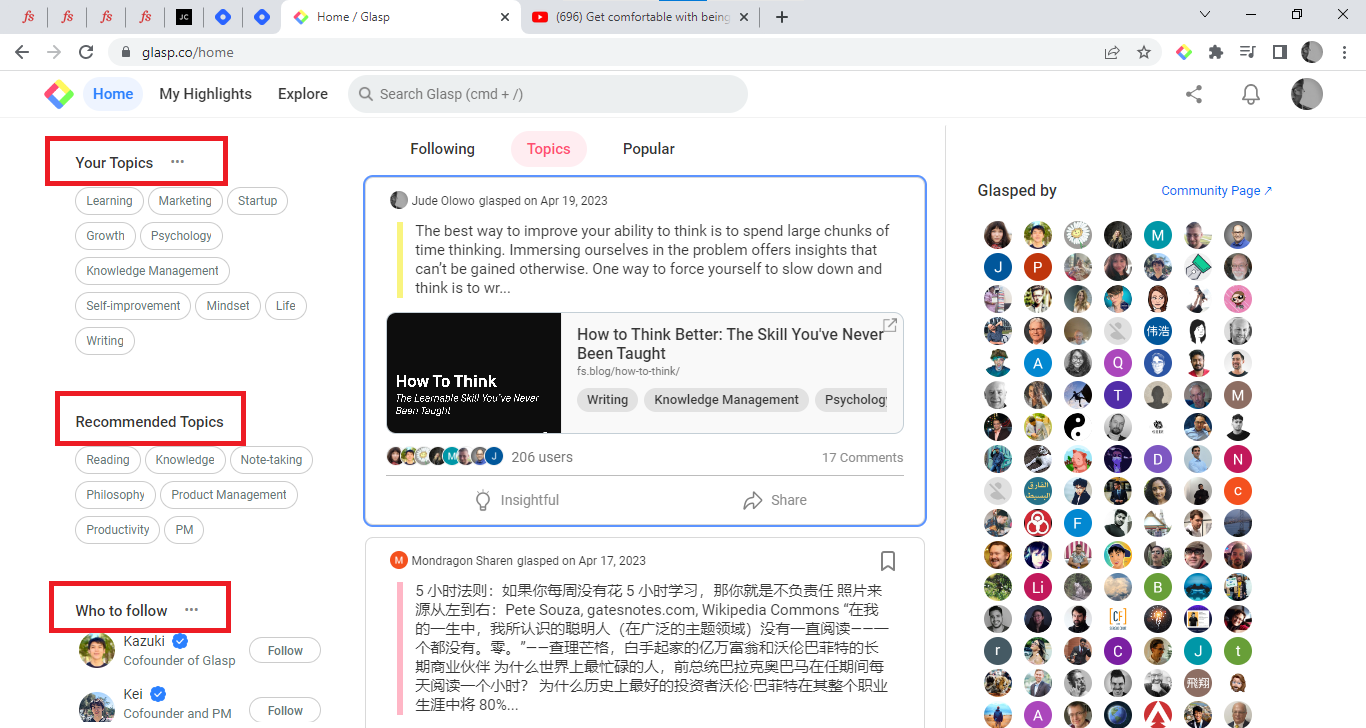 Home / Glasp
(696) Get comfortable with being
glasp.co/home
Home
My Highlights
Explore
Search Glasp (cmd + /)
Your Topics ···
Learning
Marketing
Startup
Growth
Psychology
Knowledge Management
Self-improvement
Mindset
Life
Writing
Recommended Topics
Reading
Knowledge
Note-taking
Philosophy
Product Management
Productivity
PM
Who to follow ···
Kazuki
Cofounder of Glasp
Follow
Kei
Cofounder and PM
Follow
Following
Topics
Popular
Jude Olowo glasped on Apr 19, 2023
The best way to improve your ability to think is to spend large chunks of
time thinking. Immersing ourselves in the problem offers insights that
can't be gained otherwise. One way to force yourself to slow down and
think is to wr...
How To Think
The Learnable Skill You've Never
Been Taught
How to Think Better: The Skill You've Never
Been Taught
fs.blog/how-to-think/
Writing
Knowledge Management
Psychology
M
J
206 users
17 Comments
Insightful
Share
M
Mondragon Sharen glasped on Apr 17, 2023
5 小时法则：如果你每周没有花 5 小时学习，那你就是不负责任 照片来
源从左到右：Pete Souza, gatesnotes.com, Wikipedia Commons “在我
的一生中，我所认识的聪明人（在广泛的主题领域）没有一直阅读——一
个都没有。零。”——查理芒格，白手起家的亿万富翁和沃伦巴菲特的长
期商业伙伴 为什么世界上最忙碌的人，前总统巴拉克奥巴马在任期间每
天阅读一个小时？ 为什么历史上最好的投资者沃伦·巴菲特在其整个职业
生涯中将 80%...
Glasped by
Community Page ↗
M
J
P
伟浩
A
Q
T
M
D
N
الفارق البسيط
c
F
Li
B
CF
r
C
J
t
飛翔
A
fs
fs
fs
fs
JC